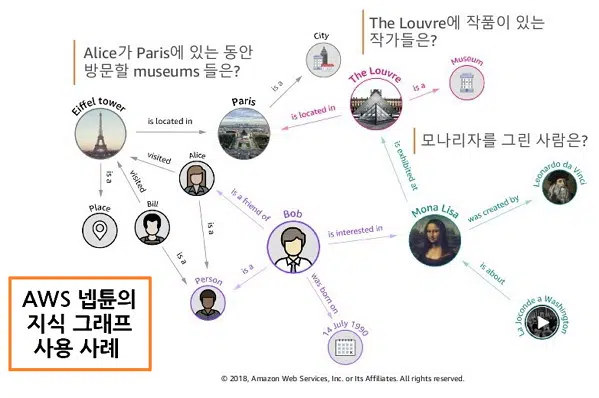 Alice가 Paris에 있는 동안
방문할 museums 들은?
The Louvre에 작품이 있는
작가들은?
City
is a
The Louvre
is a
Museum
Eiffel tower
is located in
Paris
is located in
모나리자를 그린 사람은?
visited
Alice
is exhibited at
Leonardo da Vinci
is a
visited
Place
Bill
is a friend of
Bob
is interested in
Mona Lisa
was created by
is a
is a
Person
is a
was born on
is about
La Joconde a Washington
14 July 1990
AWS 넵튠의
지식 그래프
사용 사례
© 2018, Amazon Web Services, Inc. or Its Affiliates. All rights reserved.